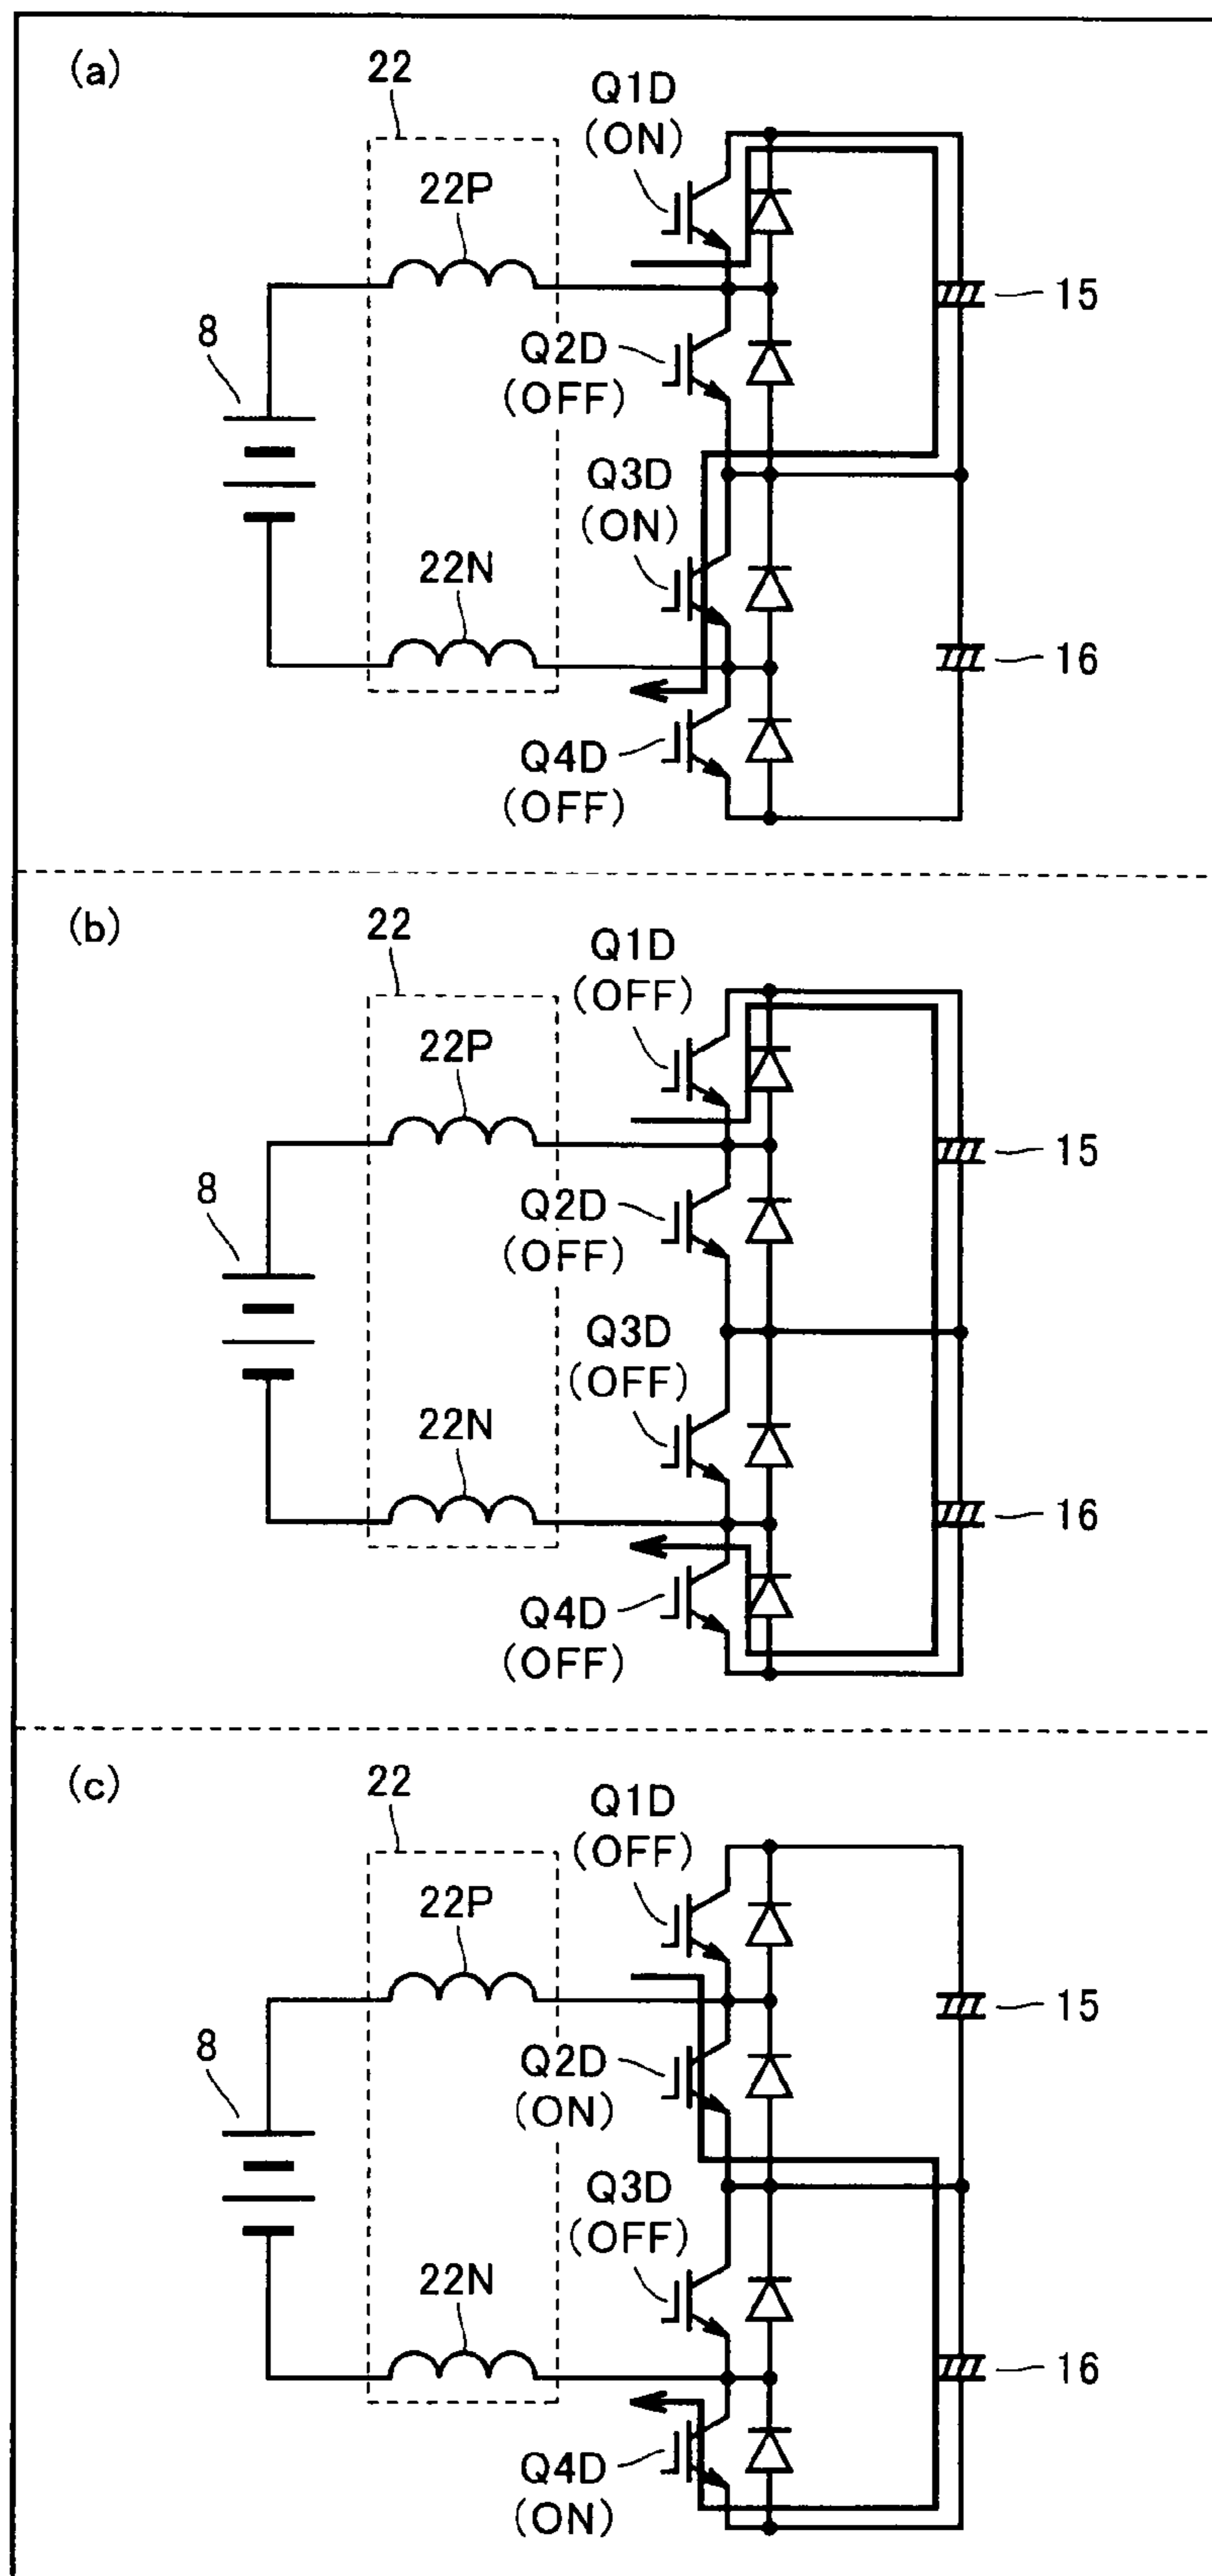 (a)
22
Q1D
(ON)
22P
15
8
Q2D
(OFF)
Q3D
(ON)
22N
16
Q4D
(OFF)
(b)
22
Q1D
(OFF)
22P
15
8
Q2D
(OFF)
Q3D
(OFF)
22N
16
Q4D
(OFF)
(c)
22
Q1D
(OFF)
22P
15
8
Q2D
(ON)
Q3D
(OFF)
22N
16
Q4D
(ON)